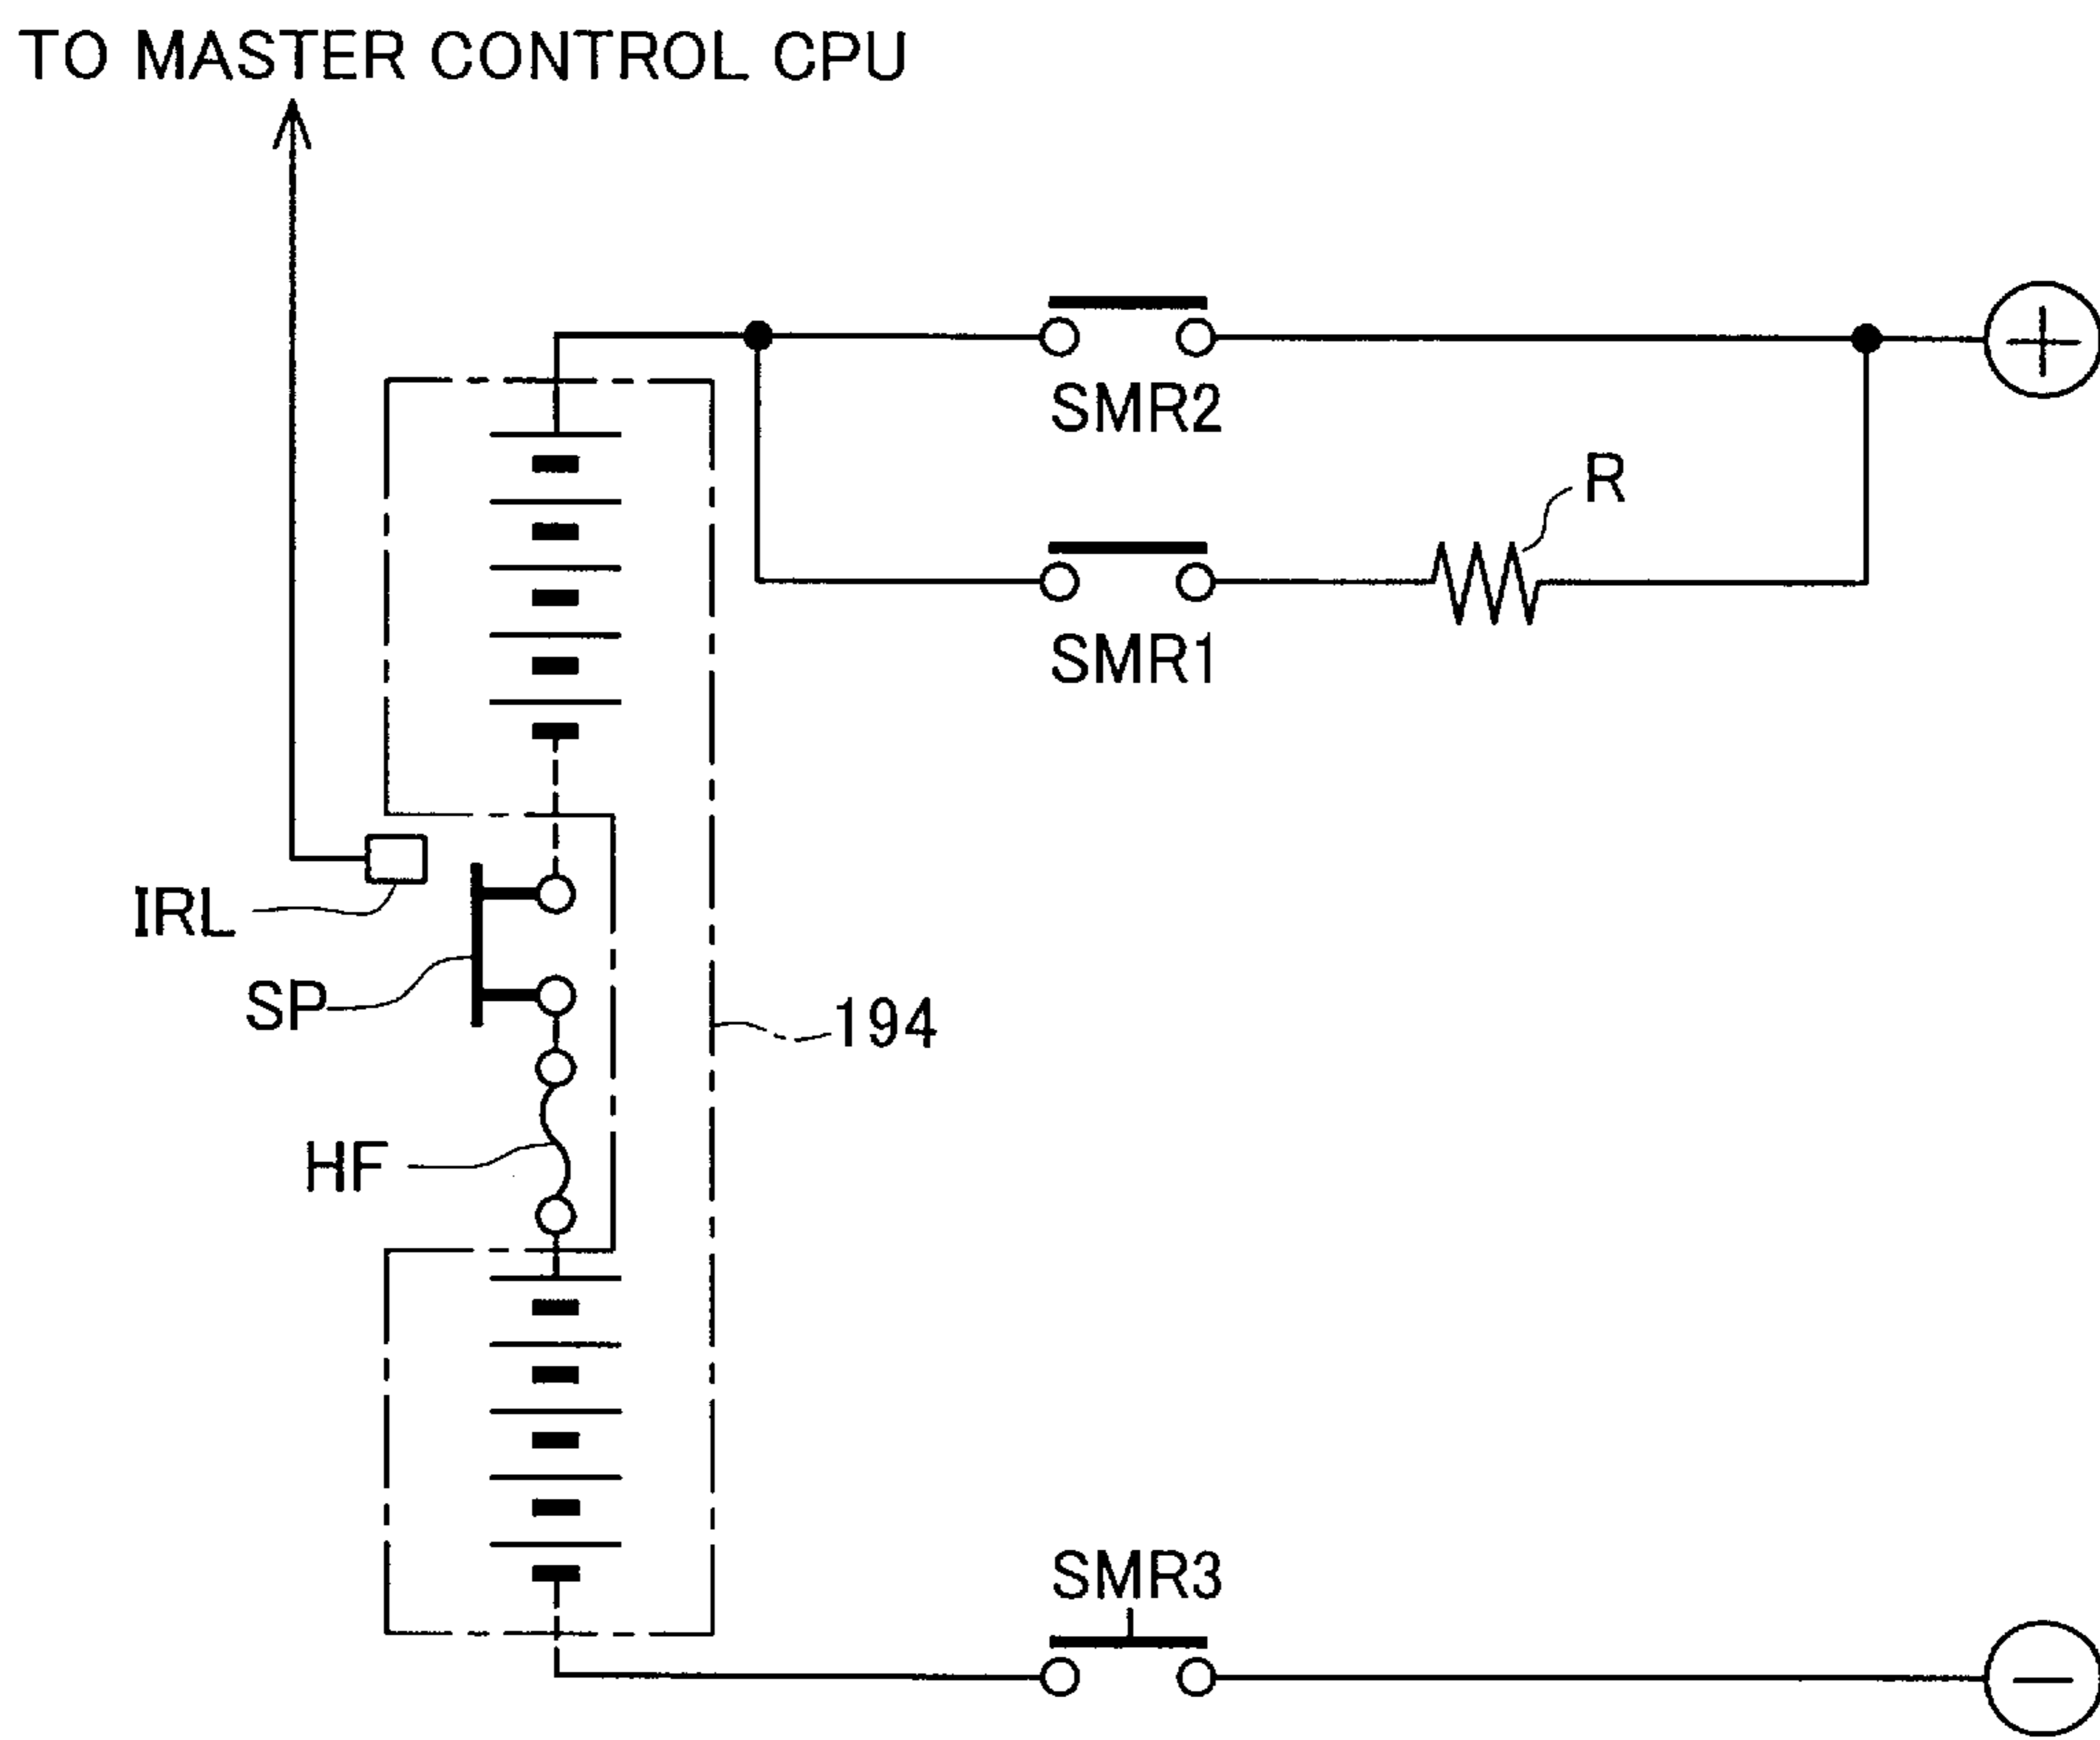 TO MASTER CONTROL CPU
SMR2
R
SMR1
IRL
SP
194
HF
SMR3